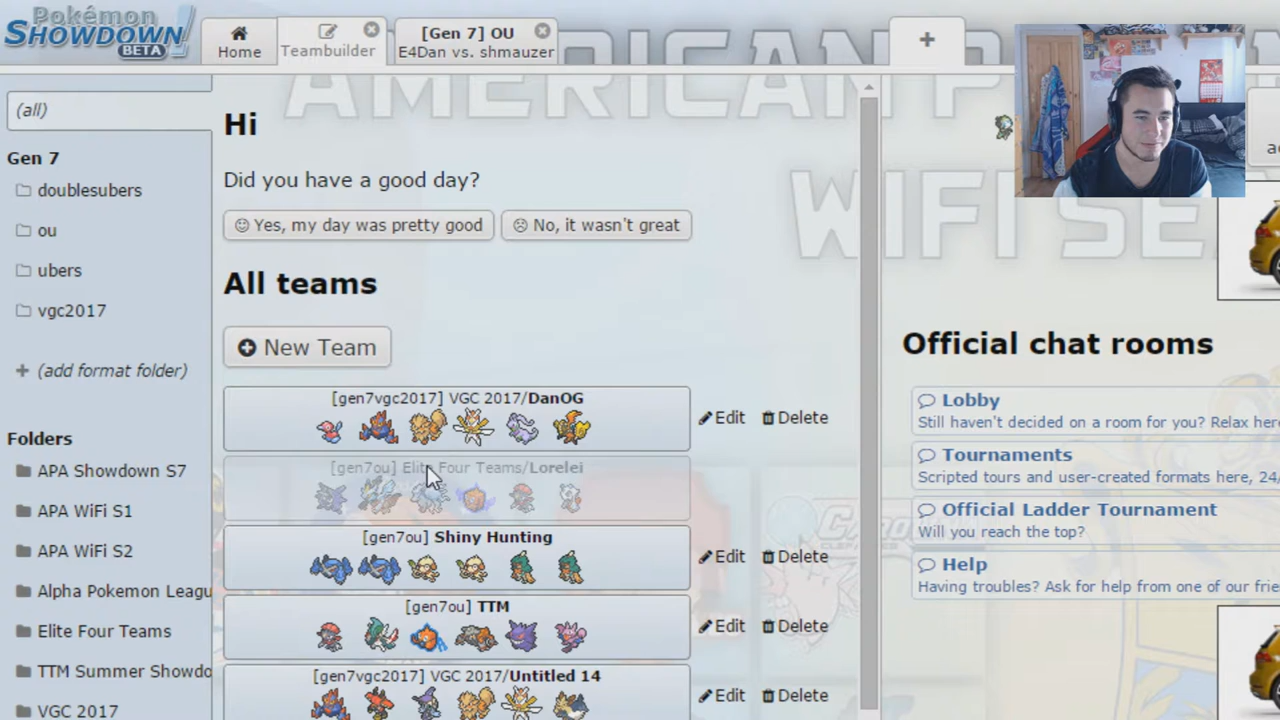 Pokémon
SHOWDOWN!
BETA
Home
Teambuilder
[Gen 7] OU
E4Dan vs. shmauzer
+
AMERICAN P
WIFI SE
(all)
Gen 7
doublesubers
ou
ubers
vgc2017
+ (add format folder)
Folders
APA Showdown S7
APA WiFi S1
APA WiFi S2
Alpha Pokemon Leagu
Elite Four Teams
TTM Summer Showdo
VGC 2017
Hi
Did you have a good day?
Yes, my day was pretty good
No, it wasn't great
All teams
New Team
[gen7vgc2017] VGC 2017/DanOG
Edit Delete
[gen7ou] Elite Four Teams/Lorelei
[gen7ou] Shiny Hunting
Edit Delete
[gen7ou] TTM
Edit Delete
[gen7vgc2017] VGC 2017/Untitled 14
Edit Delete
Official chat rooms
Lobby
Still haven't decided on a room for you? Relax here
Tournaments
Scripted tours and user-created formats here, 24/
Official Ladder Tournament
Will you reach the top?
Help
Having troubles? Ask for help from one of our frie